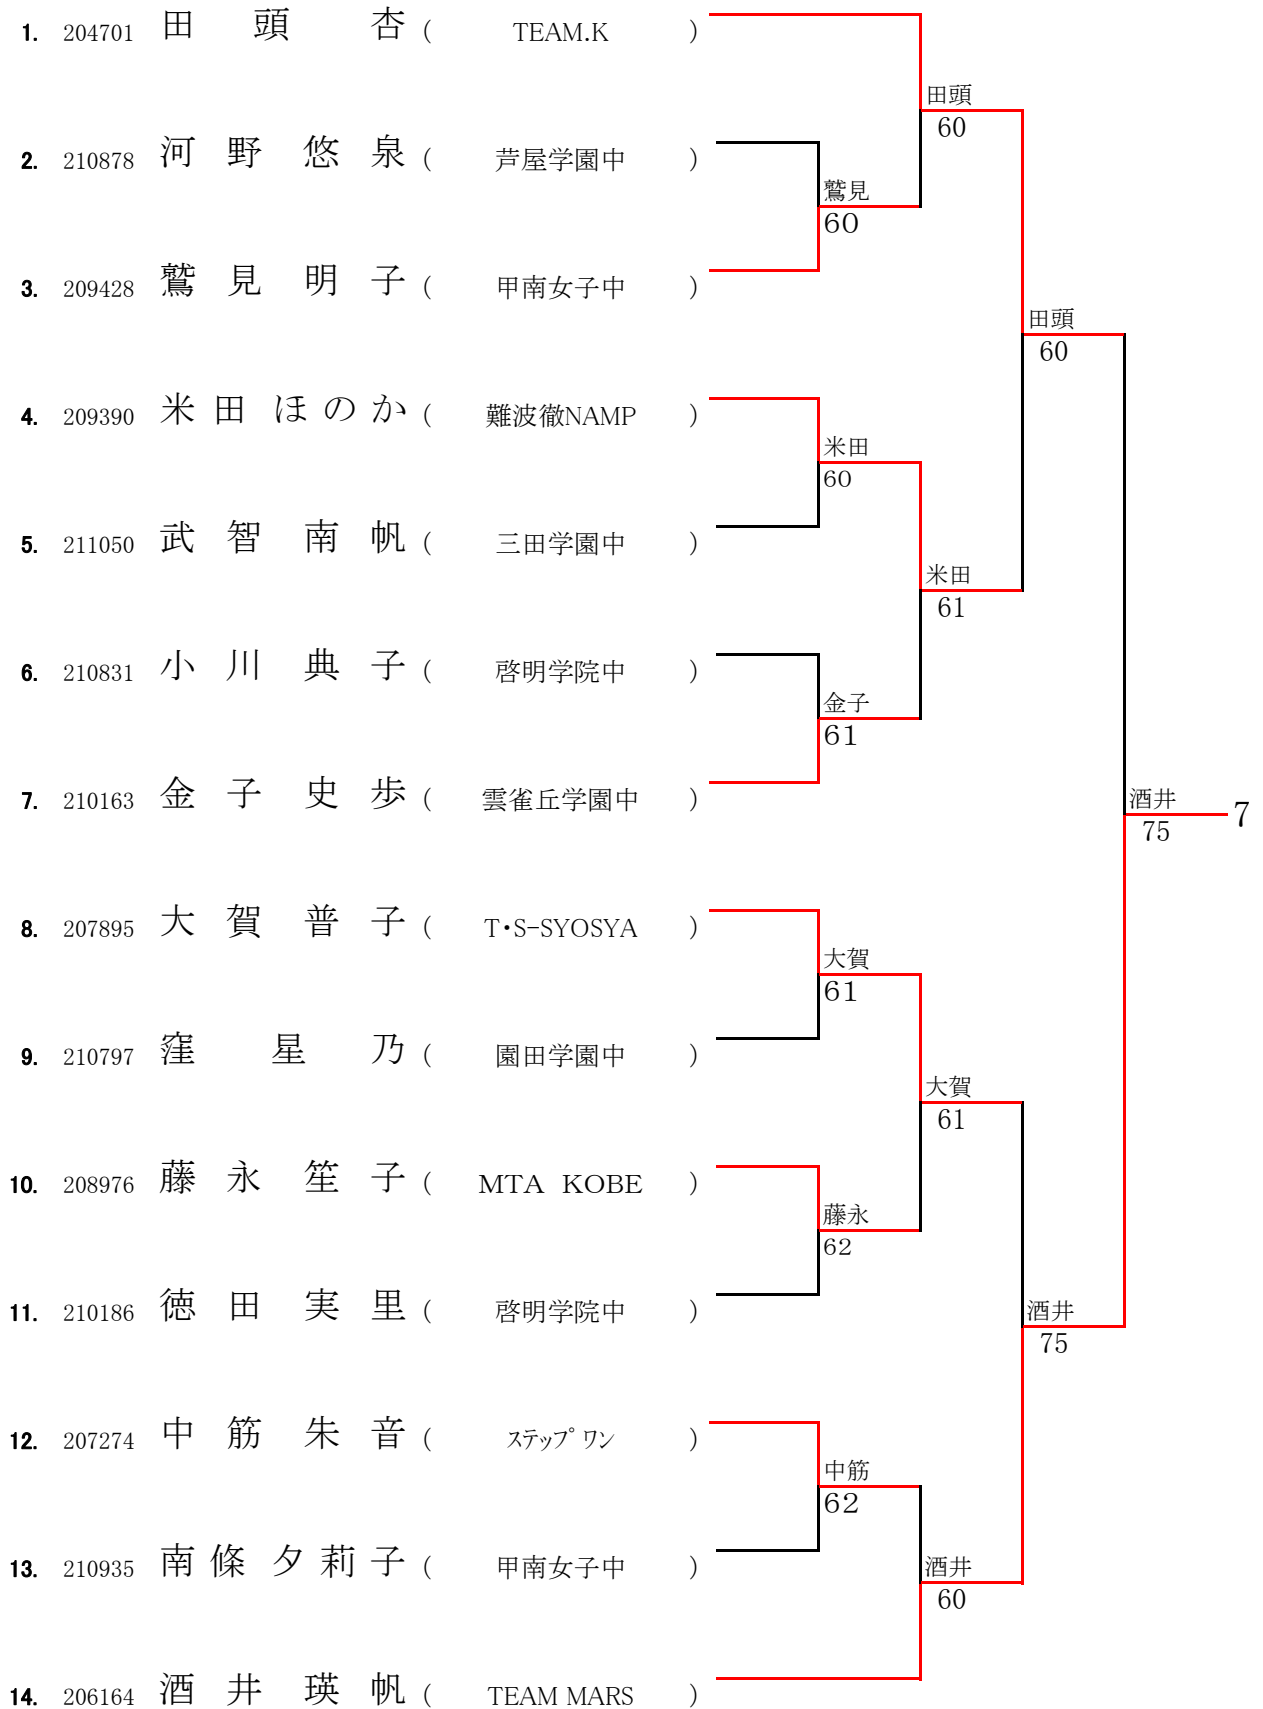 1. 204701 田頭杏 ( TEAM.K )
田頭
60
2. 210878 河野悠泉 ( 芦屋学園中 )
鷲見
60
3. 209428 鷲見明子 ( 甲南女子中 )
田頭
60
4. 209390 米田ほのか ( 難波徹NAMP )
米田
60
5. 211050 武智南帆 ( 三田学園中 )
米田
61
6. 210831 小川典子 ( 啓明学院中 )
金子
61
7. 210163 金子史歩 ( 雲雀丘学園中 )
酒井 7
75
8. 207895 大賀普子 ( T・S-SYOSYA )
大賀
61
9. 210797 窪星乃 ( 園田学園中 )
大賀
61
10. 208976 藤永笙子 ( MTA KOBE )
藤永
62
11. 210186 徳田実里 ( 啓明学院中 )
酒井
75
12. 207274 中筋朱音 ( ｽﾃｯﾌﾟﾜﾝ )
中筋
62
13. 210935 南條夕莉子 ( 甲南女子中 )
酒井
60
14. 206164 酒井瑛帆 ( TEAM MARS )